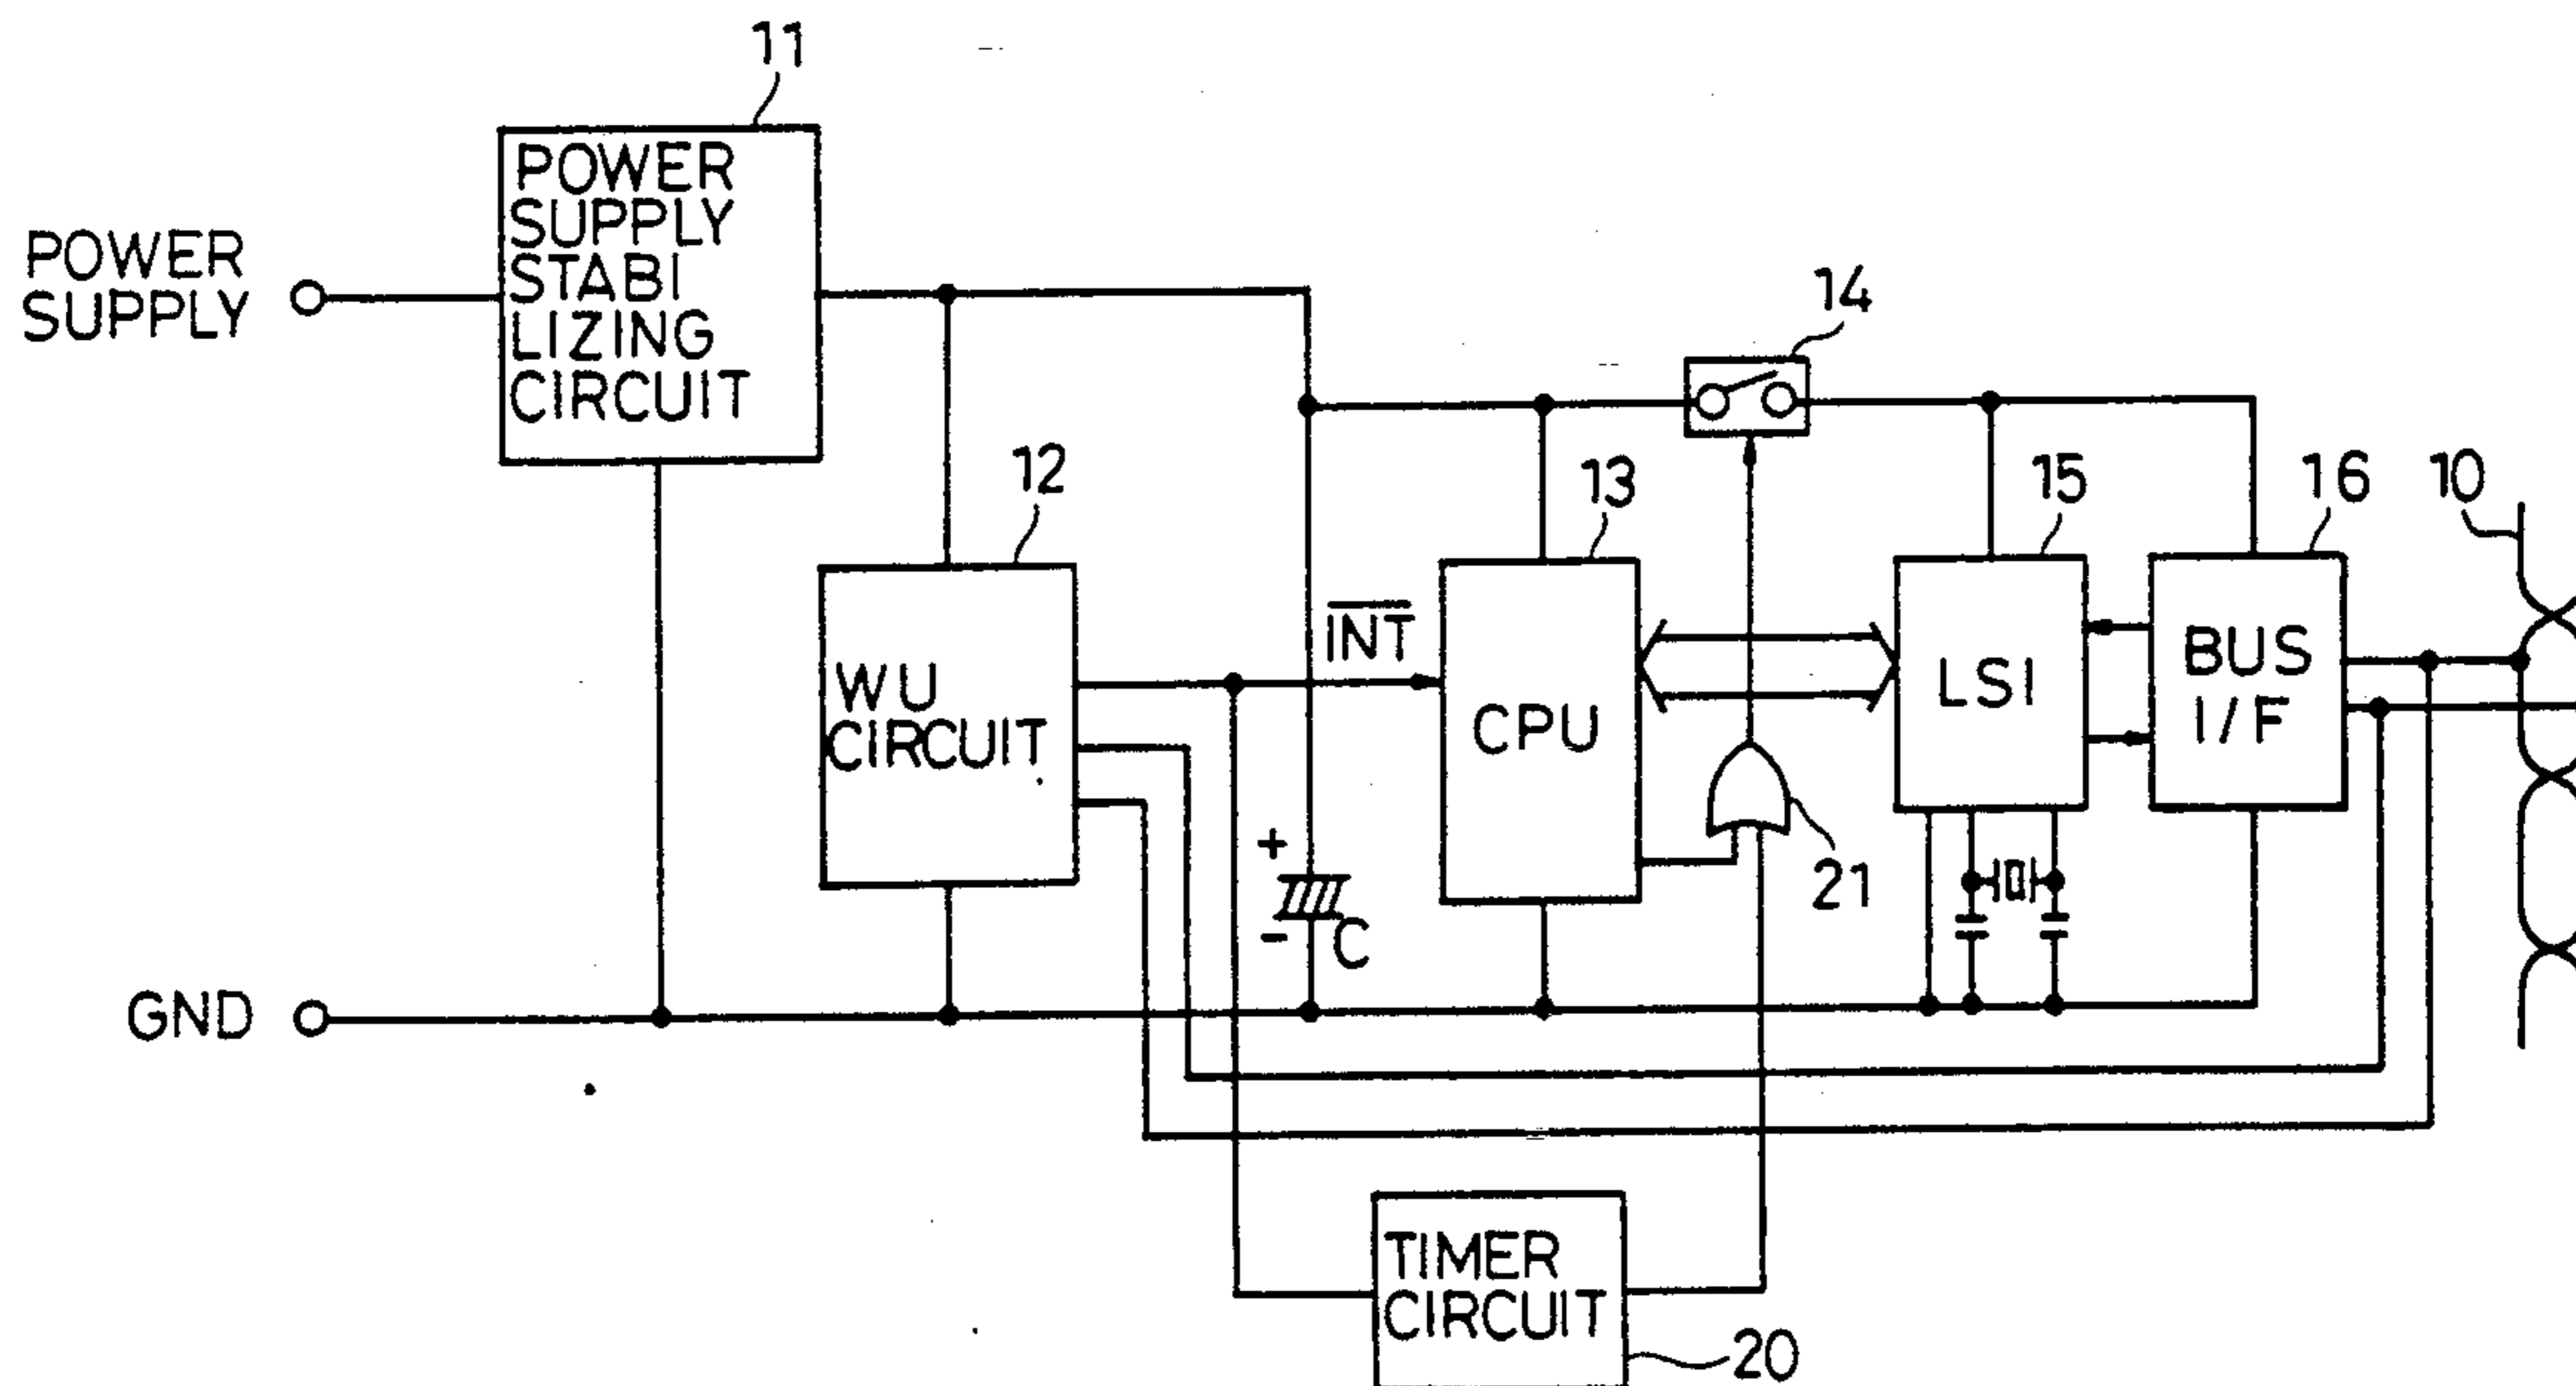 11
POWER
SUPPLY
STABI
LIZING
CIRCUIT
POWER
SUPPLY
14
12
13
15
16
10
WU
CIRCUIT
INT
CPU
LSI
BUS
I/F
+
-
C
21
GND
TIMER
CIRCUIT
20